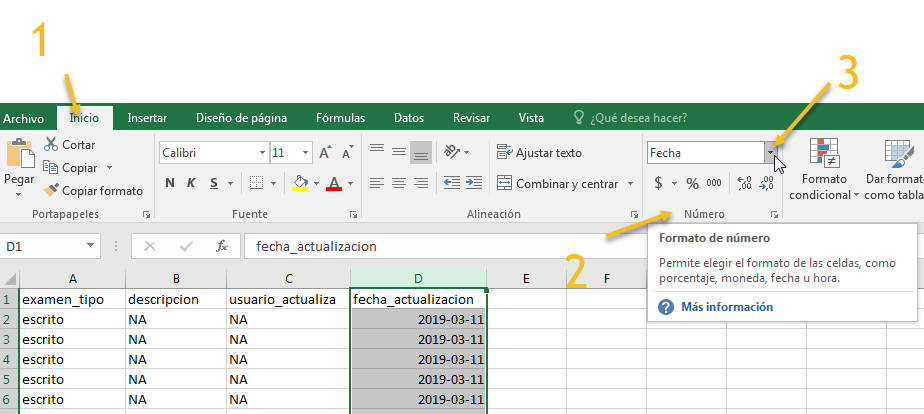 1
3
Archivo Inicio Insertar Diseño de página Fórmulas Datos Revisar Vista ¿Qué desea hacer?
Pegar
Cortar
Copiar
Copiar formato
Portapapeles
Calibri 11 A A
N K S A
Fuente
Ajustar texto
Combinar y centrar
Alineación
Fecha
$ % 000 ,00 ,00
Número
Formato
condicional
Dar formato
como tabla
D1 fx fecha_actualizacion
2
Formato de número
Permite elegir el formato de las celdas, como
porcentaje, moneda, fecha u hora.
? Más información
A B C D E F
1 examen_tipo descripcion usuario_actualiza fecha_actualizacion
2 escrito NA NA 2019-03-11
3 escrito NA NA 2019-03-11
4 escrito NA NA 2019-03-11
5 escrito NA NA 2019-03-11
6 escrito NA NA 2019-03-11